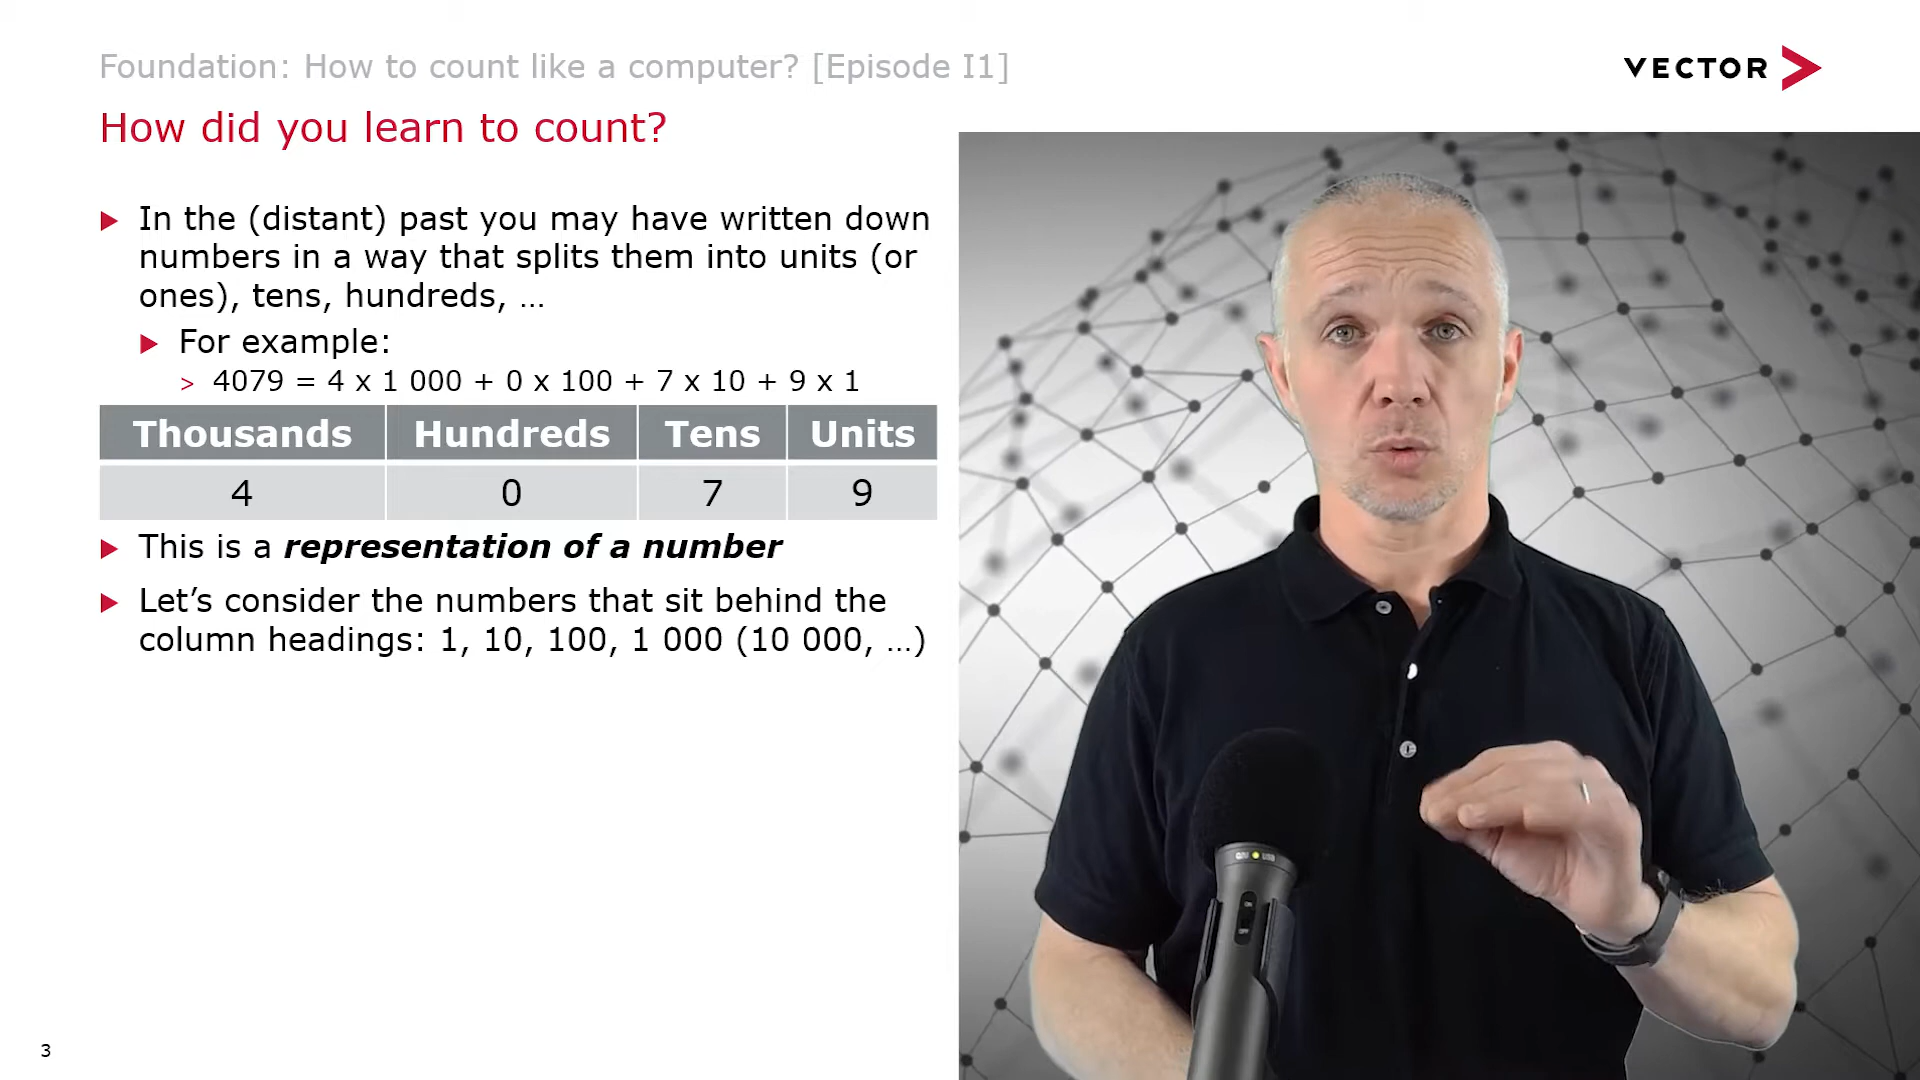 Foundation: How to count like a computer? [Episode I1]
VECTOR
How did you learn to count?
In the (distant) past you may have written down
numbers in a way that splits them into units (or
ones), tens, hundreds, …
For example:
> 4079 = 4 x 1 000 + 0 x 100 + 7 x 10 + 9 x 1
Thousands Hundreds Tens Units
4 0 7 9
This is a representation of a number
Let’s consider the numbers that sit behind the
column headings: 1, 10, 100, 1 000 (10 000, …)
3